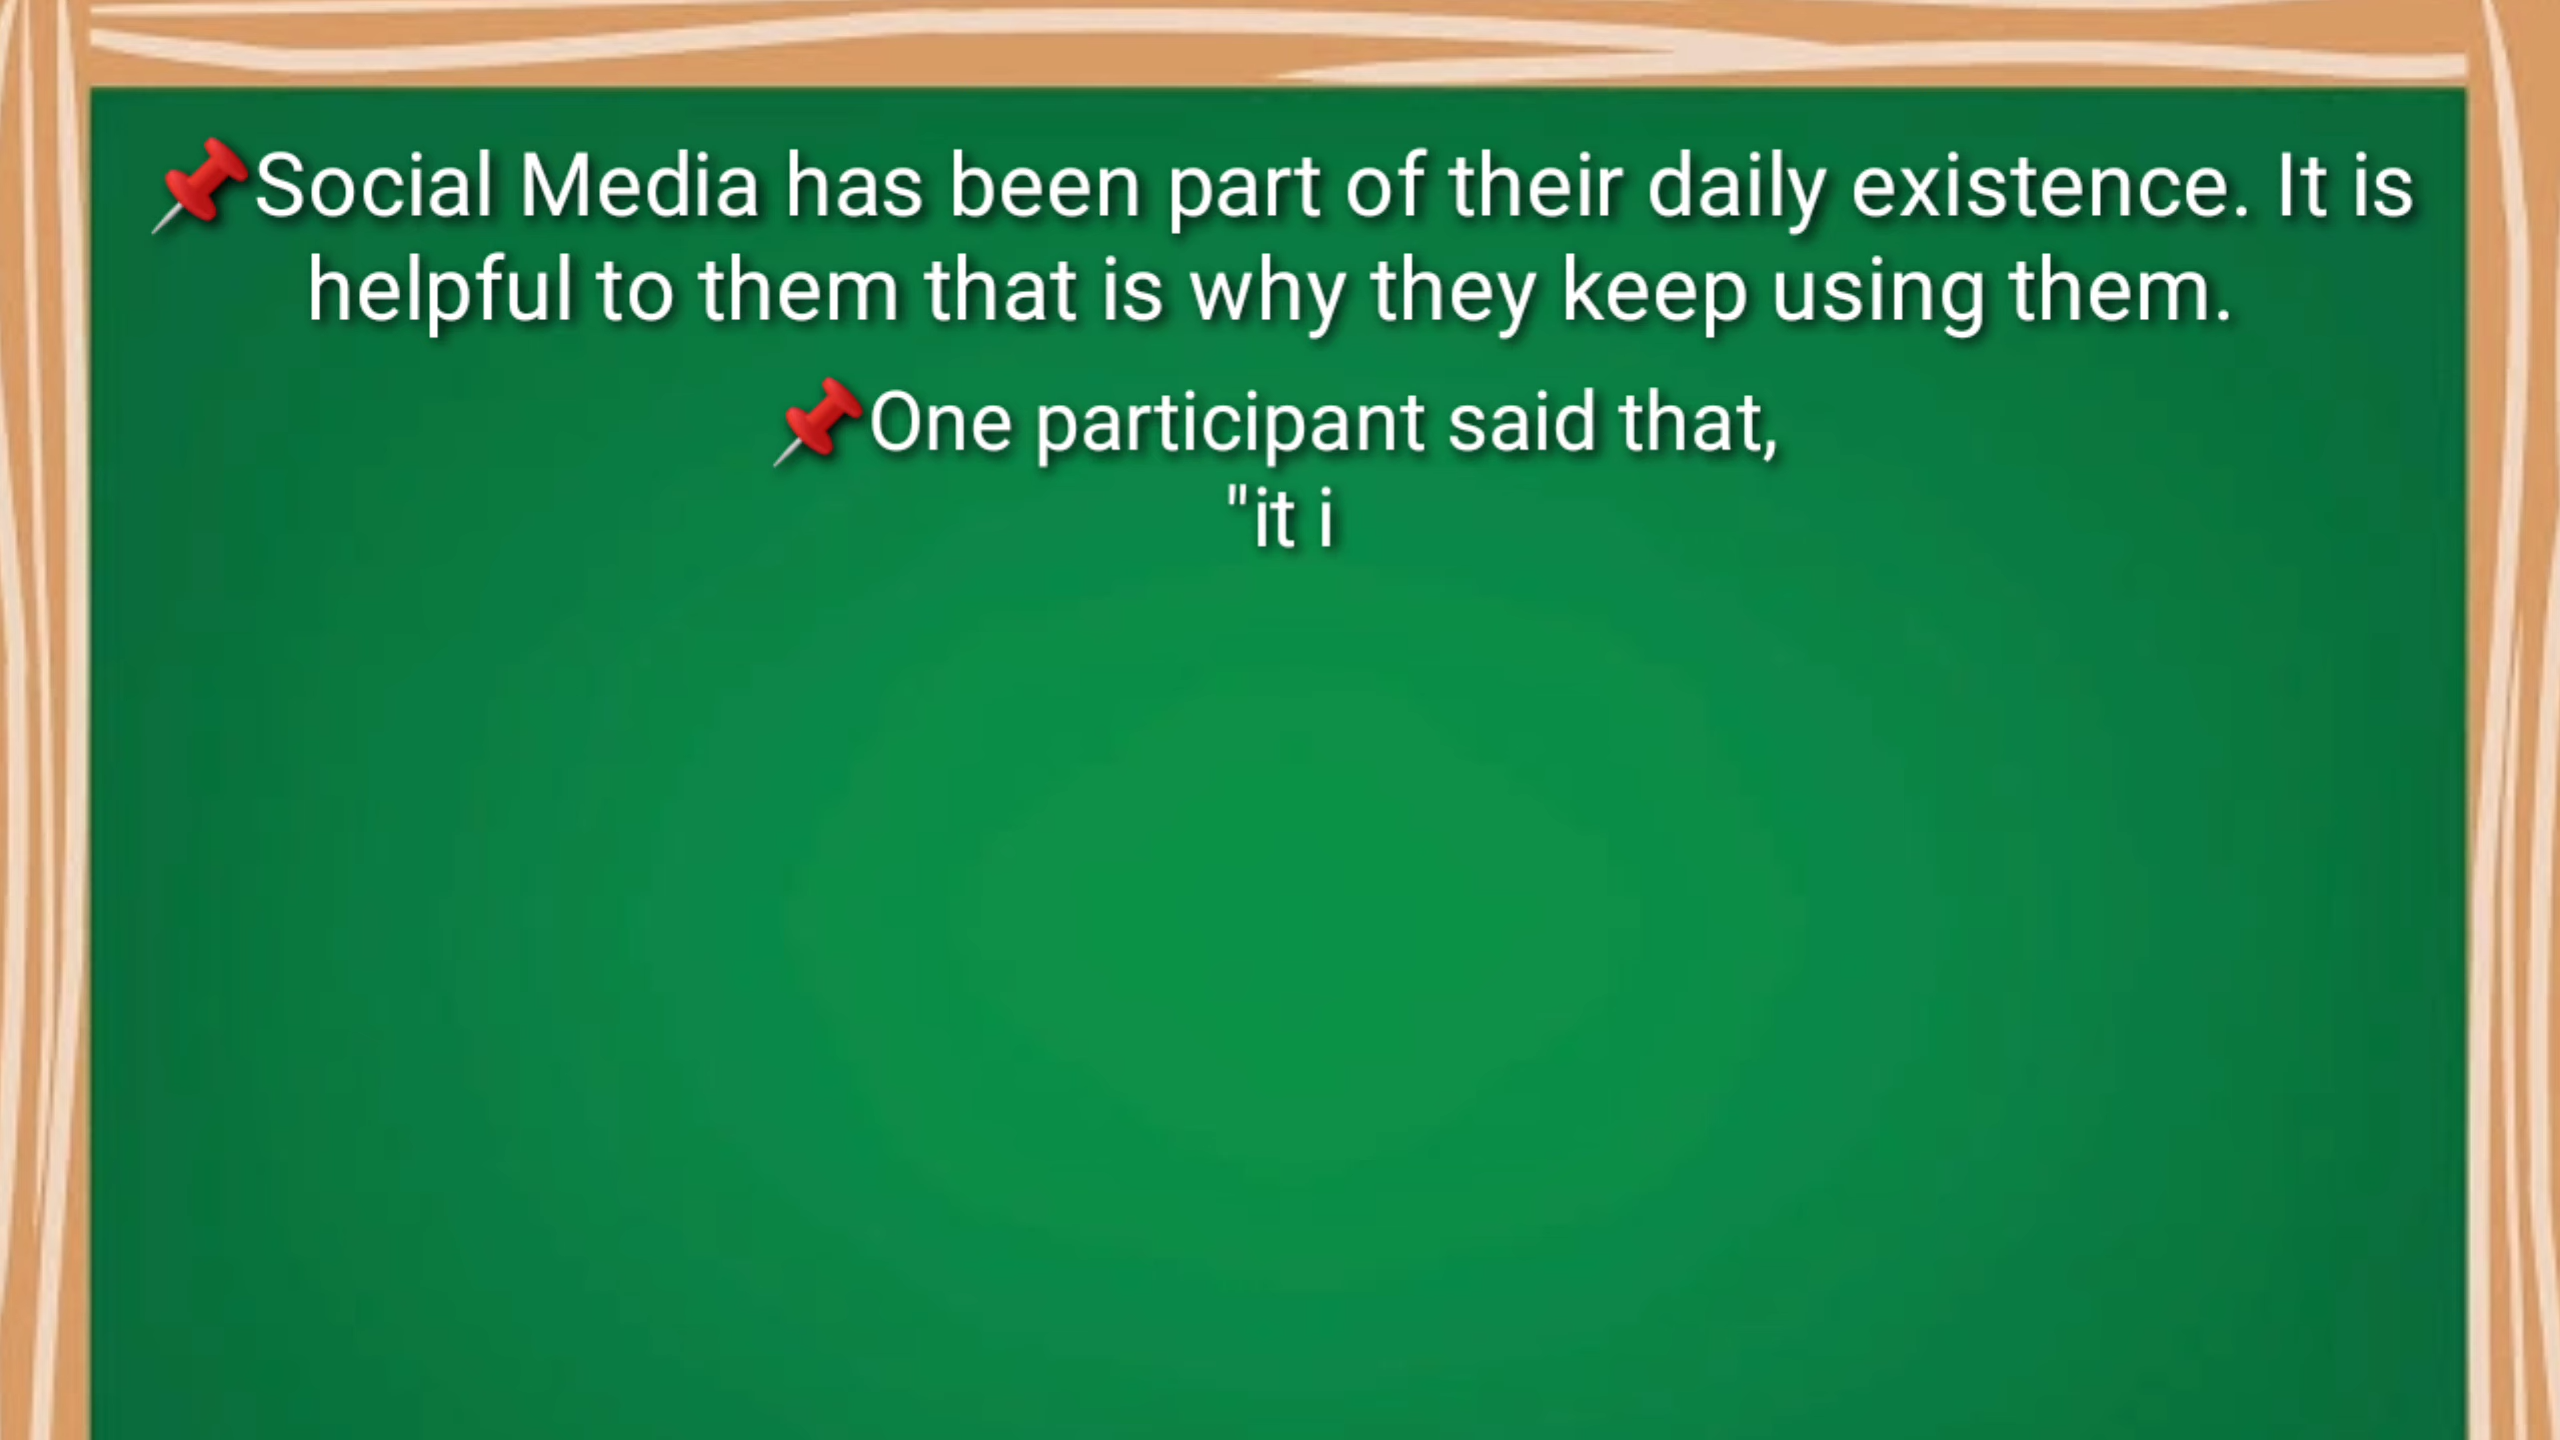 📌Social Media has been part of their daily existence. It is
helpful to them that is why they keep using them.
📌One participant said that,
"it i